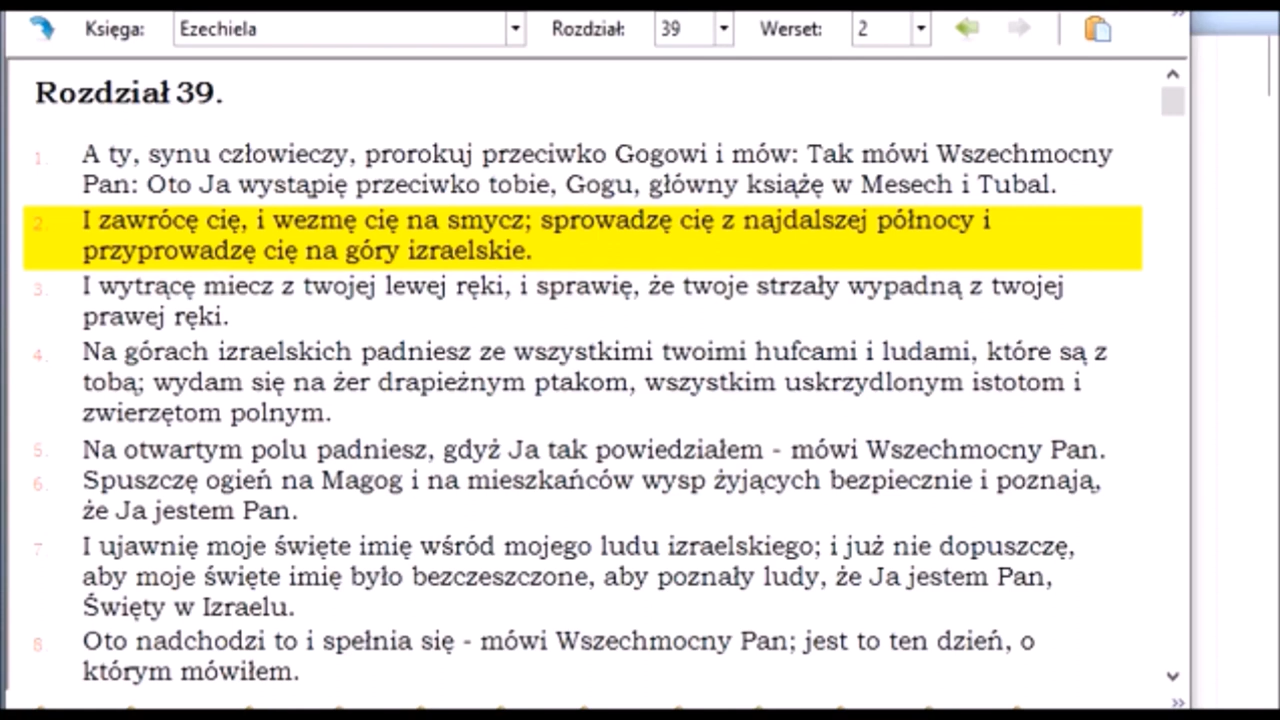 Księga: Ezechiela Rozdział: 39 Werset: 2
Rozdział 39.
1. A ty, synu człowieczy, prorokuj przeciwko Gogowi i mów: Tak mówi Wszechmocny
Pan: Oto Ja wystąpię przeciwko tobie, Gogu, główny książę w Mesech i Tubal.
2. I zawrócę cię, i wezmę cię na smycz; sprowadzę cię z najdalszej północy i
przyprowadzę cię na góry izraelskie.
3. I wytrącę miecz z twojej lewej ręki, i sprawię, że twoje strzały wypadną z twojej
prawej ręki.
4. Na górach izraelskich padniesz ze wszystkimi twoimi hufcami i ludami, które są z
tobą; wydam się na żer drapieżnym ptakom, wszystkim uskrzydlonym istotom i
zwierzętom polnym.
5. Na otwartym polu padniesz, gdyż Ja tak powiedziałem - mówi Wszechmocny Pan.
6. Spuszczę ogień na Magog i na mieszkańców wysp żyjących bezpiecznie i poznają,
że Ja jestem Pan.
7 I ujawnię moje święte imię wśród mojego ludu izraelskiego; i już nie dopuszczę,
aby moje święte imię było bezczeszczone, aby poznały ludy, że Ja jestem Pan,
Święty w Izraelu.
8. Oto nadchodzi to i spełnia się - mówi Wszechmocny Pan; jest to ten dzień, o
którym mówiłem.